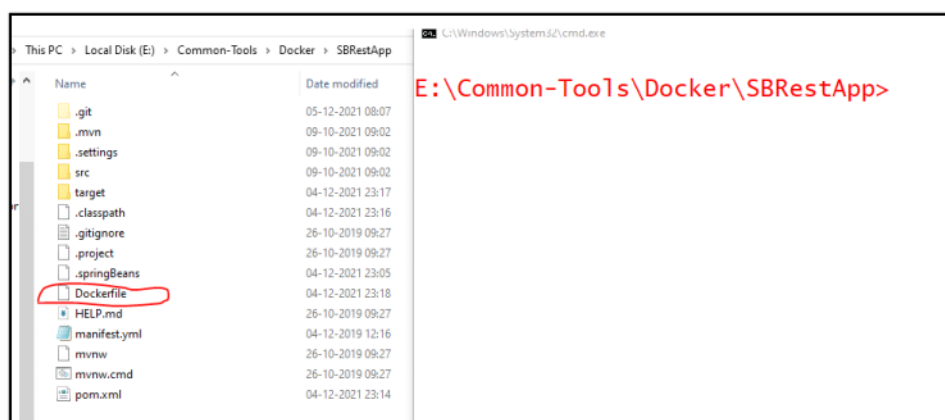 C:\Windows\System32\cmd.exe
This PC > Local Disk (E:) > Common-Tools > Docker > SBRestApp
Name Date modified
E:\Common-Tools\Docker\SBRestApp>
.git 05-12-2021 08:07
.mvn 09-10-2021 09:02
.settings 09-10-2021 09:02
src 09-10-2021 09:02
target 04-12-2021 23:17
.classpath 04-12-2021 23:16
.gitignore 26-10-2019 09:27
.project 26-10-2019 09:27
.springBeans 04-12-2021 23:05
Dockerfile 04-12-2021 23:18
HELP.md 26-10-2019 09:27
manifest.yml 04-12-2019 12:16
mvnw 26-10-2019 09:27
mvnw.cmd 26-10-2019 09:27
pom.xml 04-12-2021 23:14